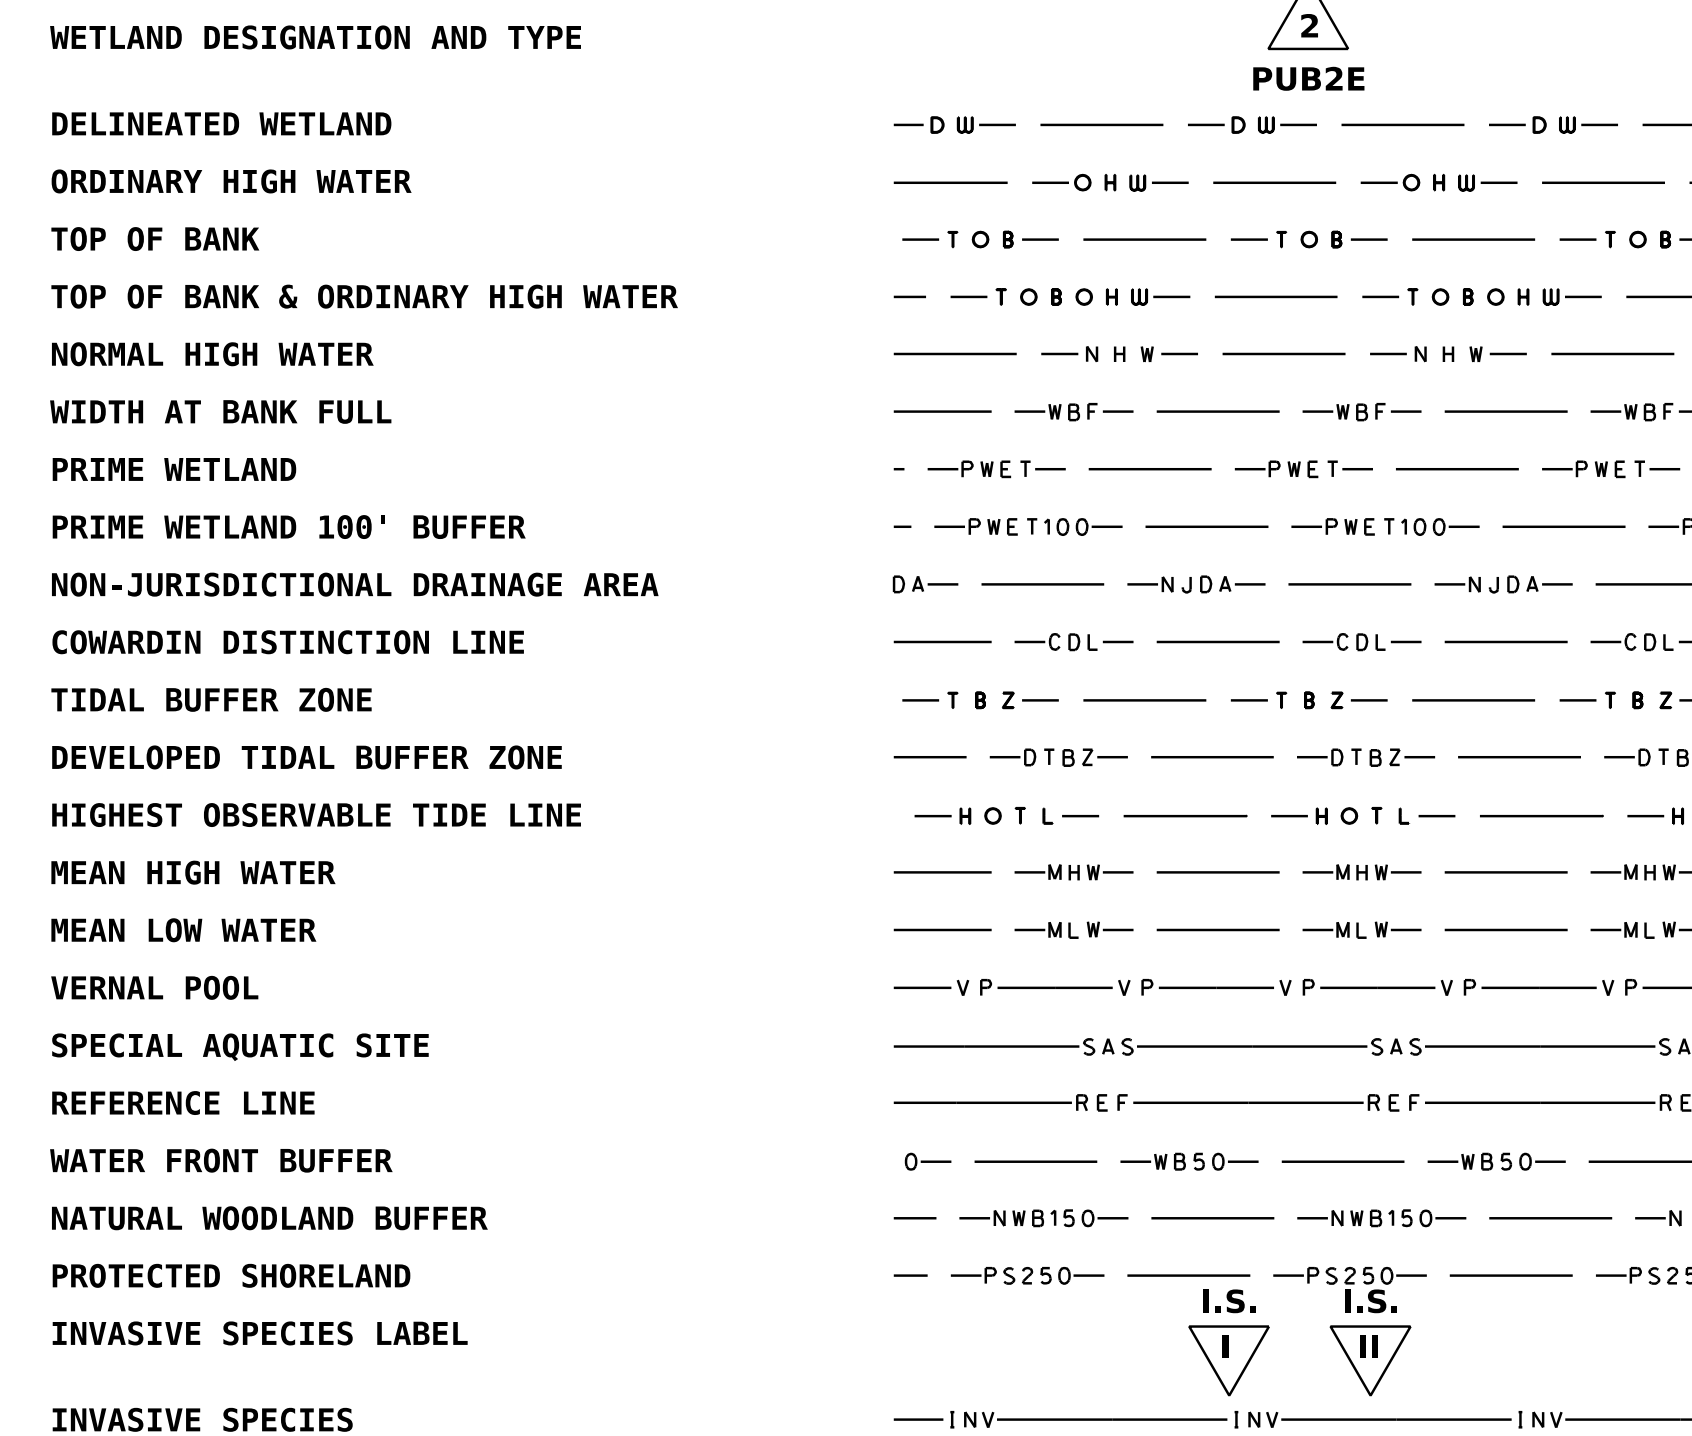 WETLAND DESIGNATION AND TYPE 2
PUB2E
DELINEATED WETLAND DW DW DW
ORDINARY HIGH WATER OHW OHW
TOP OF BANK TOB TOB TOB
TOP OF BANK & ORDINARY HIGH WATER TOBOHW TOBOHW
NORMAL HIGH WATER NHW NHW
WIDTH AT BANK FULL WBF WBF WBF
PRIME WETLAND PWET PWET PWET
PRIME WETLAND 100' BUFFER PWET100 PWET100 P
NON-JURISDICTIONAL DRAINAGE AREA DA NJDA NJDA
COWARDIN DISTINCTION LINE CDL CDL CDL
TIDAL BUFFER ZONE TBZ TBZ TBZ
DEVELOPED TIDAL BUFFER ZONE DTBZ DTBZ DTB
HIGHEST OBSERVABLE TIDE LINE HOTL HOTL H
MEAN HIGH WATER MHW MHW MHW
MEAN LOW WATER MLW MLW MLW
VERNAL POOL VP VP VP VP VP
SPECIAL AQUATIC SITE SAS SAS SA
REFERENCE LINE REF REF RE
WATER FRONT BUFFER 0 WB50 WB50
NATURAL WOODLAND BUFFER NWB150 NWB150 N
PROTECTED SHORELAND PS250 PS250 PS25
I.S. I.S.
INVASIVE SPECIES LABEL I II
INVASIVE SPECIES INV INV INV